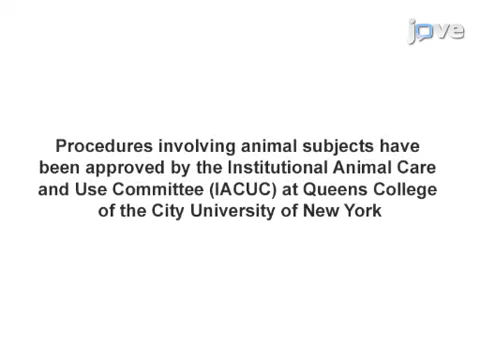 jove
Procedures involving animal subjects have
been approved by the Institutional Animal Care
and Use Committee (IACUC) at Queens College
of the City University of New York